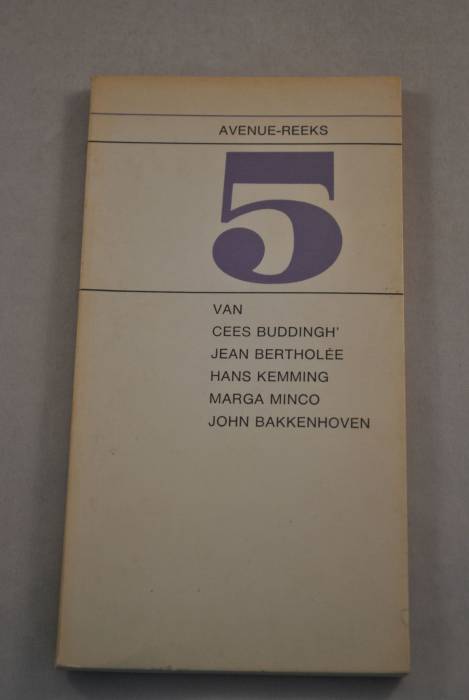 AVENUE-REEKS
5
VAN
CEES BUDDINGH'
JEAN BERTHOLÉE
HANS KEMMING
MARGA MINCO
JOHN BAKKENHOVEN